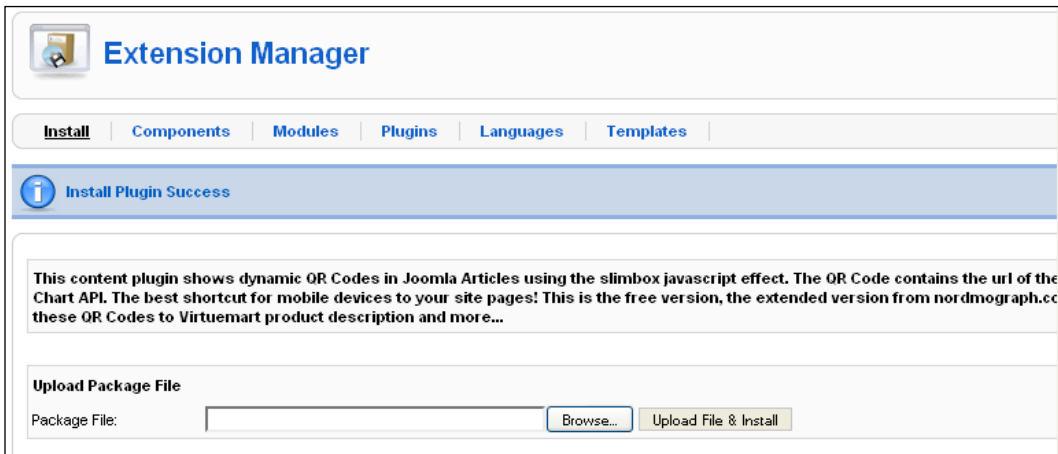 Extension Manager
Install Components Modules Plugins Languages Templates
Install Plugin Success
This content plugin shows dynamic QR Codes in Joomla Articles using the slimbox javascript effect. The QR Code contains the url of the
Chart API. The best shortcut for mobile devices to your site pages! This is the free version, the extended version from nordmograph.co
these QR Codes to Virtuemart product description and more...
Upload Package File
Package File: Browse... Upload File & Install